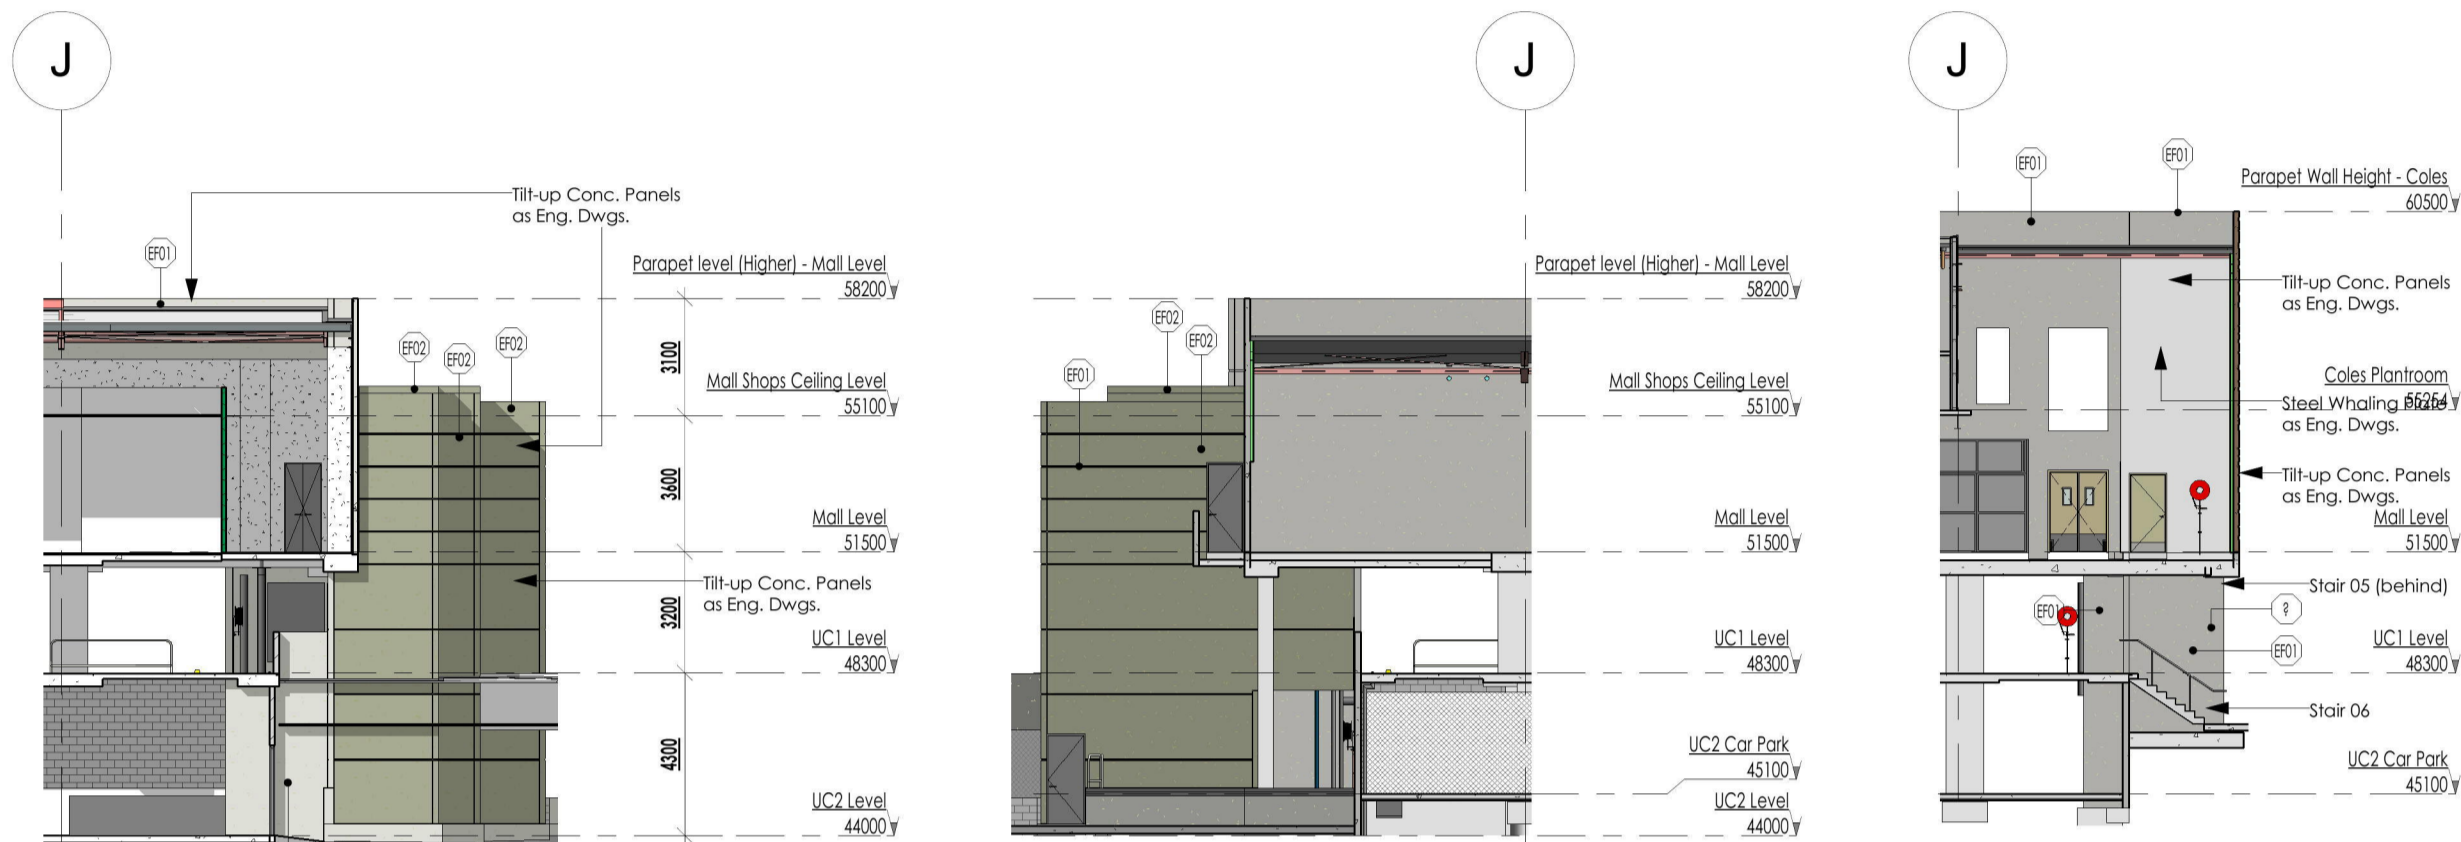 J
Tilt-up Conc. Panels
as Eng. Dwgs.
EF01
Parapet level (Higher) - Mall Level
58200
EF02
EF02
EF02
3100
Mall Shops Ceiling Level
55100
3600
Mall Level
51500
Tilt-up Conc. Panels
as Eng. Dwgs.
3200
UC1 Level
48300
4300
UC2 Level
44000
J
Parapet level (Higher) - Mall Level
58200
EF02
EF02
EF01
Mall Shops Ceiling Level
55100
Mall Level
51500
UC1 Level
48300
UC2 Car Park
45100
UC2 Level
44000
J
EF01
EF01
Parapet Wall Height - Coles
60500
Tilt-up Conc. Panels
as Eng. Dwgs.
Coles Plantroom
55254
Steel Whaling Plate
as Eng. Dwgs.
Tilt-up Conc. Panels
as Eng. Dwgs.
Mall Level
51500
Stair 05 (behind)
EF01
?
UC1 Level
48300
EF01
Stair 06
UC2 Car Park
45100